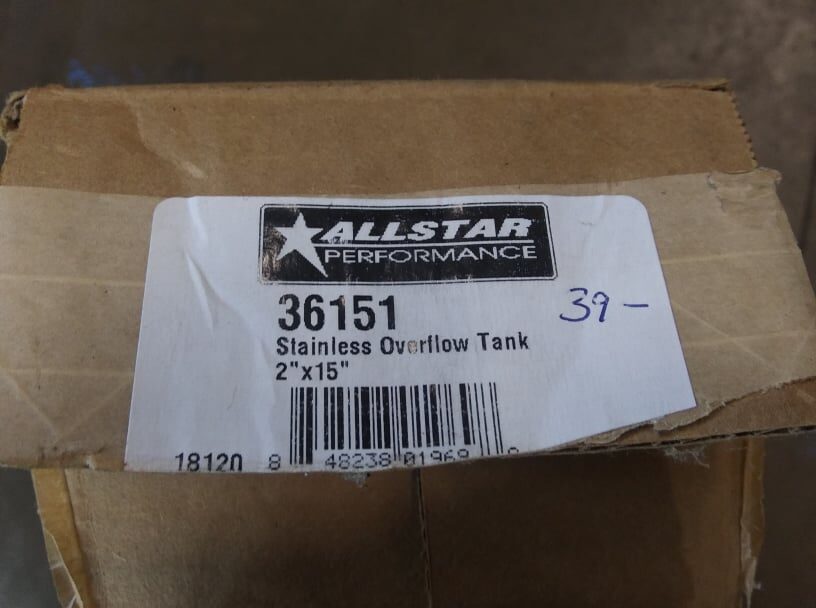 ALLSTAR
PERFORMANCE
36151
39-
Stainless Overflow Tank
2"x15"
18120 8 48238 01969